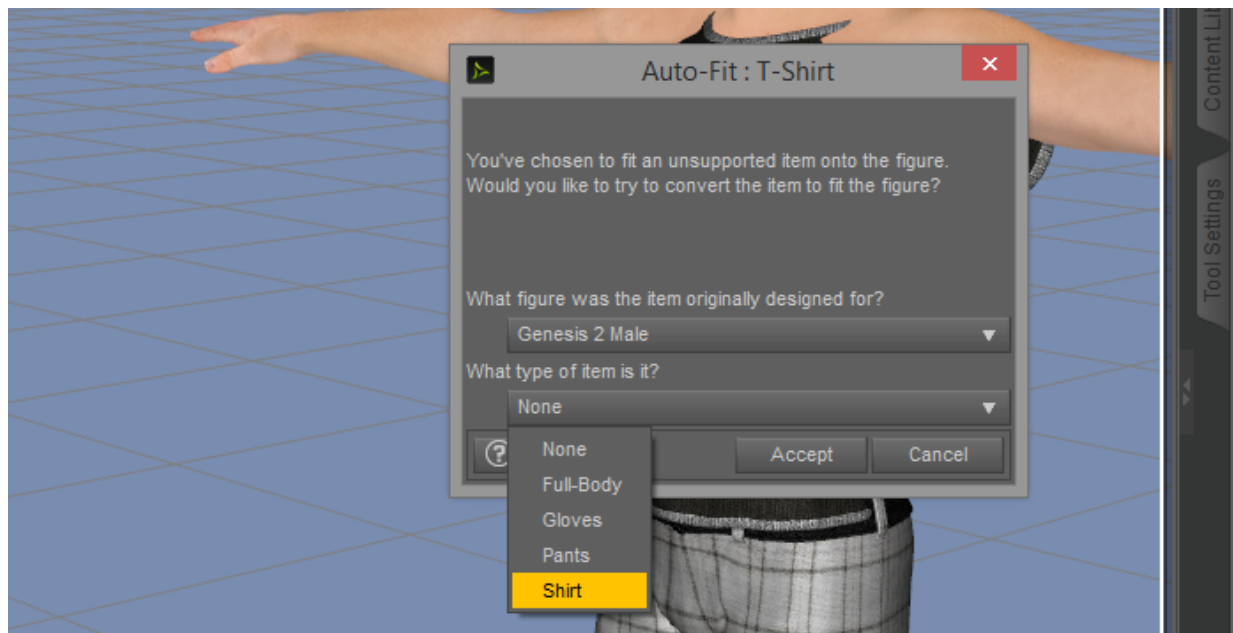 Auto-Fit : T-Shirt
You've chosen to fit an unsupported item onto the figure.
Would you like to try to convert the item to fit the figure?
What figure was the item originally designed for?
Genesis 2 Male
What type of item is it?
None
Accept
Cancel
None
Full-Body
Gloves
Pants
Shirt
Tool Settings